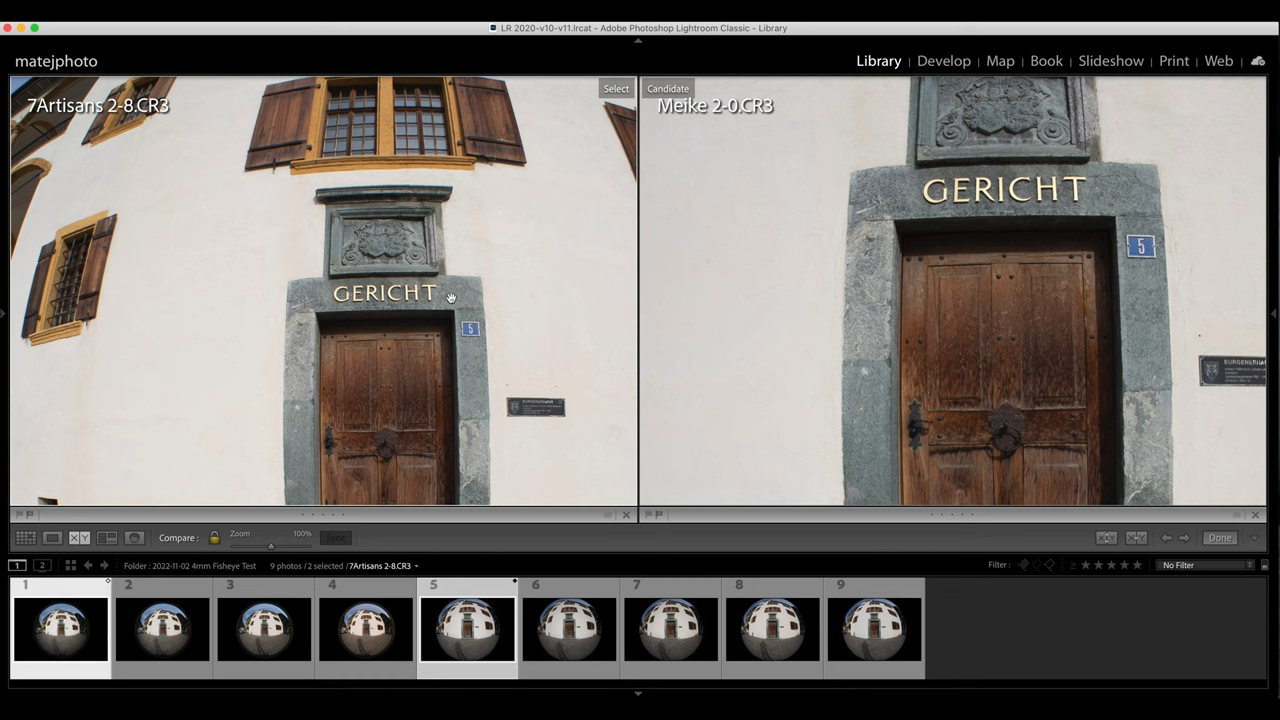 LR 2020-v10-v11.lrcat - Adobe Photoshop Lightroom Classic - Library
matejphoto
Library
Develop
Map
Book
Slideshow
Print
Web
7Artisans 2-8.CR3
Select
Candidate
Meike 2-0.CR3
GERICHT
5
GERICHT
5
Compare :
Zoom
100%
Sync
Done
1
2
Folder : 2022-11-02 4mm Fisheye Test
9 photos / 2 selected / 7Artisans 2-8.CR3
Filter :
No Filter
1
2
3
4
5
6
7
8
9